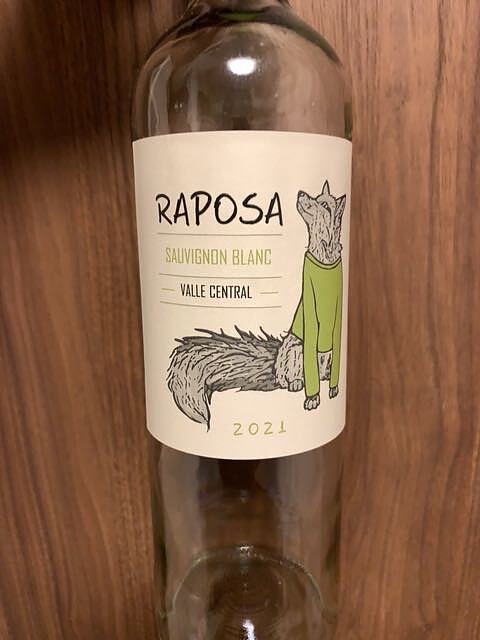 RAPOSA
SAUVIGNON BLANC
VALLE CENTRAL
2021